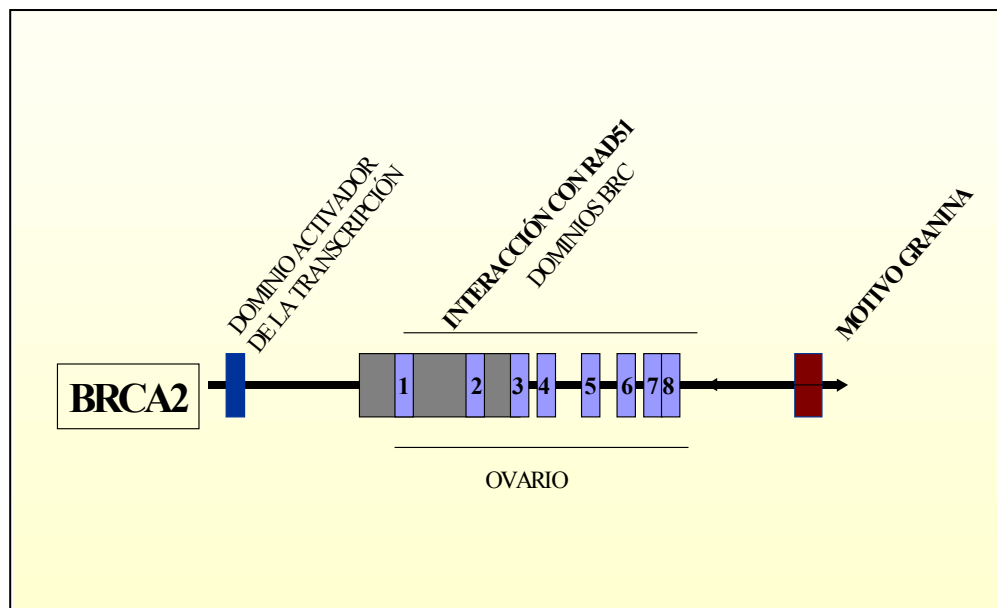 DOMINIO ACTIVADOR
DE LA TRANSCRIPCIÓN
INTERACCIÓN CON RAD51
DOMINIOS BRC
MOTIVO GRANINA
BRCA2
1 2 3 4 5 6 7 8
OVARIO